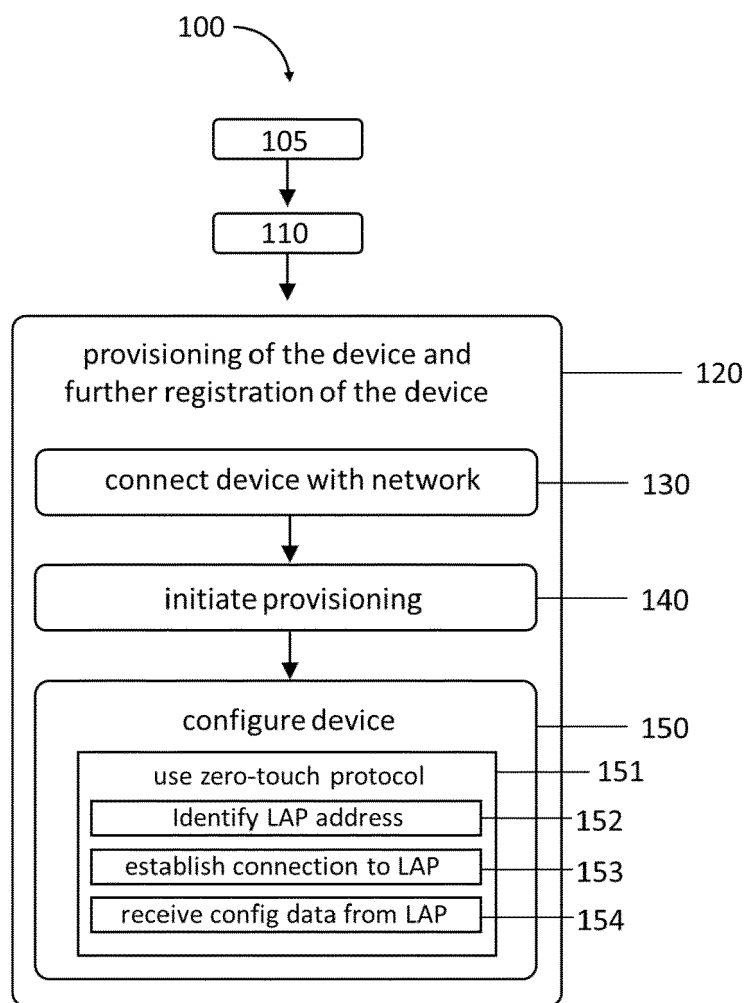 100
105
110
provisioning of the device and
further registration of the device
120
connect device with network
130
initiate provisioning
140
configure device
150
use zero-touch protocol
151
Identify LAP address
152
establish connection to LAP
153
receive config data from LAP
154